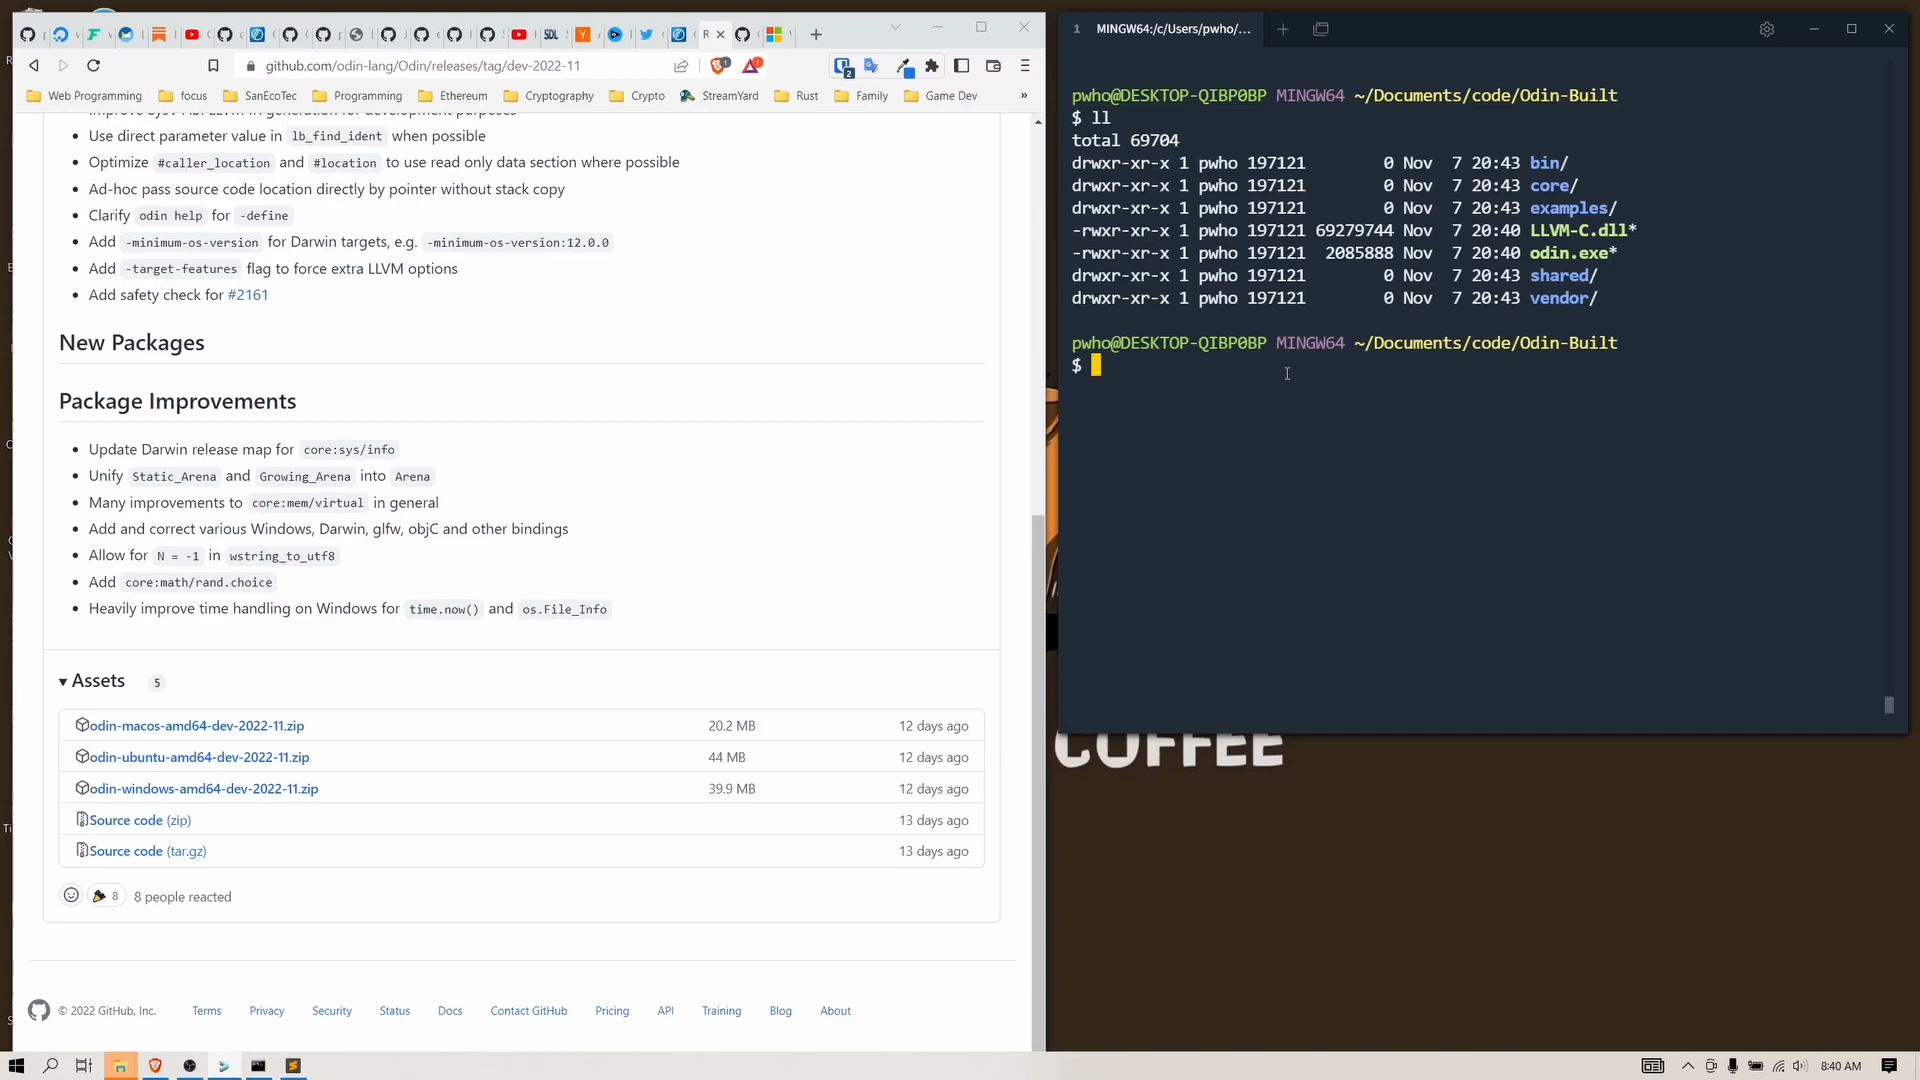 github.com/odin-lang/Odin/releases/tag/dev-2022-11
Web Programming focus SanEcoTec Programming Ethereum Cryptography Crypto StreamYard Rust Family Game Dev »
Use direct parameter value in lb_find_ident when possible
Optimize #caller_location and #location to use read only data section where possible
Ad-hoc pass source code location directly by pointer without stack copy
Clarify odin help for -define
Add -minimum-os-version for Darwin targets, e.g. -minimum-os-version:12.0.0
Add -target-features flag to force extra LLVM options
Add safety check for #2161
New Packages
Package Improvements
Update Darwin release map for core:sys/info
Unify Static_Arena and Growing_Arena into Arena
Many improvements to core:mem/virtual in general
Add and correct various Windows, Darwin, glfw, objC and other bindings
Allow for N = -1 in wstring_to_utf8
Add core:math/rand.choice
Heavily improve time handling on Windows for time.now() and os.File_Info
Assets 5
odin-macos-amd64-dev-2022-11.zip 20.2 MB 12 days ago
odin-ubuntu-amd64-dev-2022-11.zip 44 MB 12 days ago
odin-windows-amd64-dev-2022-11.zip 39.9 MB 12 days ago
Source code (zip) 13 days ago
Source code (tar.gz) 13 days ago
8 8 people reacted
© 2022 GitHub, Inc. Terms Privacy Security Status Docs Contact GitHub Pricing API Training Blog About
1 MINGW64:/c/Users/pwho/...
pwho@DESKTOP-QIBP0BP MINGW64 ~/Documents/code/Odin-Built
$ ll
total 69704
drwxr-xr-x 1 pwho 197121 0 Nov 7 20:43 bin/
drwxr-xr-x 1 pwho 197121 0 Nov 7 20:43 core/
drwxr-xr-x 1 pwho 197121 0 Nov 7 20:43 examples/
-rwxr-xr-x 1 pwho 197121 69279744 Nov 7 20:40 LLVM-C.dll*
-rwxr-xr-x 1 pwho 197121 2085888 Nov 7 20:40 odin.exe*
drwxr-xr-x 1 pwho 197121 0 Nov 7 20:43 shared/
drwxr-xr-x 1 pwho 197121 0 Nov 7 20:43 vendor/
pwho@DESKTOP-QIBP0BP MINGW64 ~/Documents/code/Odin-Built
$
COFFEE
8:40 AM